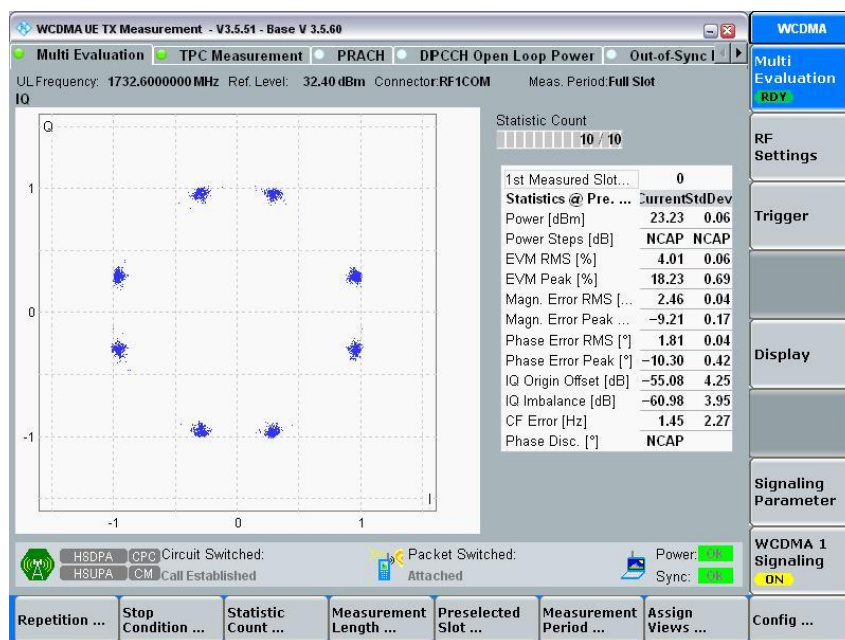 WCDMA UE TX Measurement - V3.5.51 - Base V 3.5.60
WCDMA
Multi Evaluation TPC Measurement PRACH DPCCH Open Loop Power Out-of-Sync
UL Frequency: 1732.6000000 MHz Ref. Level: 32.40 dBm Connector:RF1COM Meas. Period:Full Slot
IQ
Q
1
0
-1
-1 0 1
I
Statistic Count
10 / 10
1st Measured Slot... 0
Statistics @ Pre. ... Current StdDev
Power [dBm] 23.23 0.06
Power Steps [dB] NCAP NCAP
EVM RMS [%] 4.01 0.06
EVM Peak [%] 18.23 0.69
Magn. Error RMS [... 2.46 0.04
Magn. Error Peak ... -9.21 0.17
Phase Error RMS [°] 1.81 0.04
Phase Error Peak [°] -10.30 0.42
IQ Origin Offset [dB] -55.08 4.25
IQ Imbalance [dB] -60.98 3.95
CF Error [Hz] 1.45 2.27
Phase Disc. [°] NCAP
Multi
Evaluation
RDY
RF
Settings
Trigger
Display
Signaling
Parameter
WCDMA 1
Signaling
ON
HSDPA CPC Circuit Switched: Packet Switched: Power: OK
HSUPA CM Call Established Attached Sync: OK
Repetition ...
Stop
Condition ...
Statistic
Count ...
Measurement
Length ...
Preselected
Slot ...
Measurement
Period ...
Assign
Views ...
Config ...